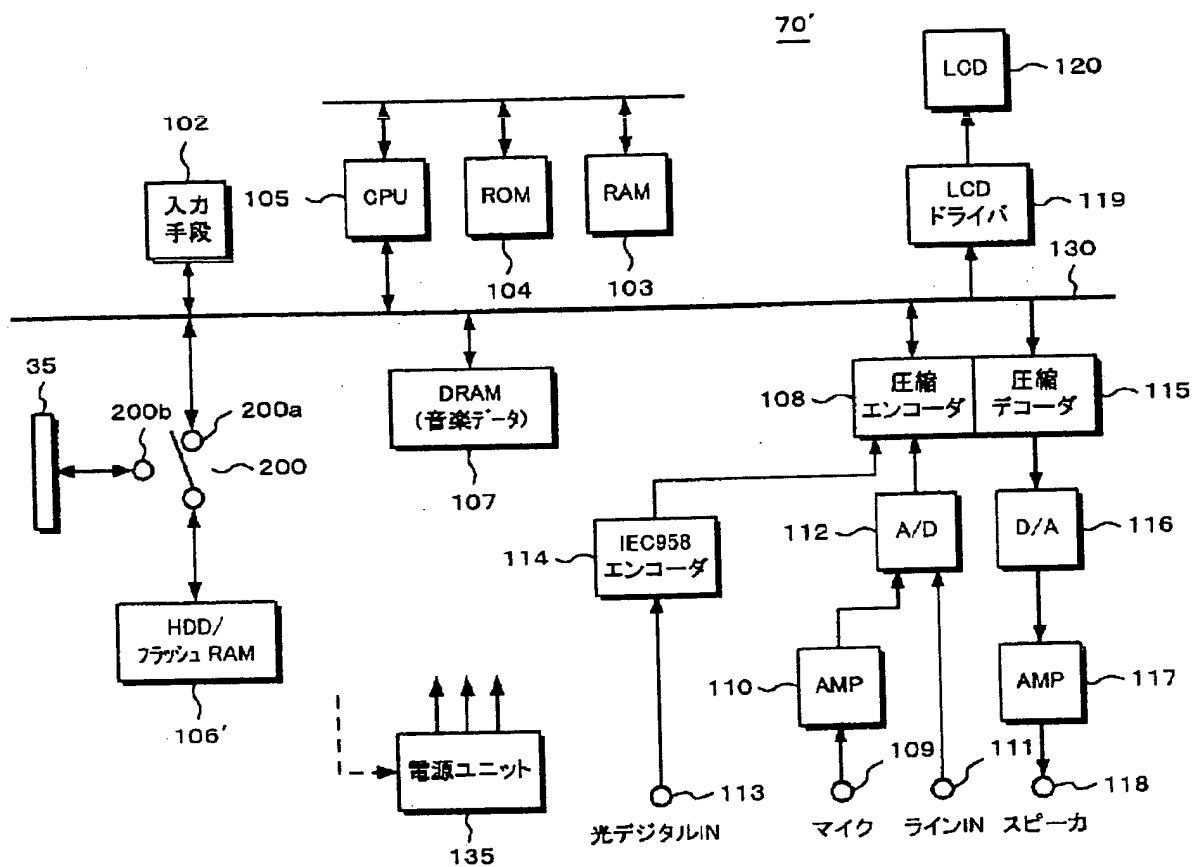 70′
LCD
120
102
入力
手段
105
CPU
ROM
RAM
104
103
LCD
ドライバ
119
130
35
200b
200a
200
DRAM
(音楽データ)
107
108
圧縮
エンコーダ
圧縮
デコーダ
115
114
IEC958
エンコーダ
112
A/D
D/A
116
HDD/
フラッシュ RAM
106′
110
AMP
AMP
117
電源ユニット
135
113
109
111
118
光デジタルIN
マイク
ラインIN
スピーカ